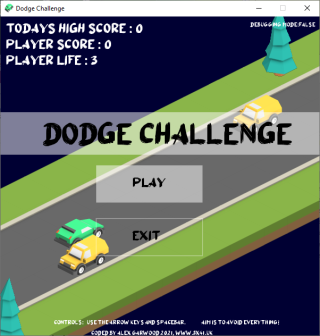 Dodge Challenge
TODAYS HIGH SCORE : 0
DEBUGGING MODE:FALSE
PLAYER SCORE : 0
PLAYER LIFE : 3
DODGE CHALLENGE
PLAY
EXIT
CONTROLS: USE THE ARROW KEYS AND SPACEBAR. AIM IS TO AVOID EVERYTHING!
CODED BY ALEX GARWOOD 2021, WWW.JK41.UK